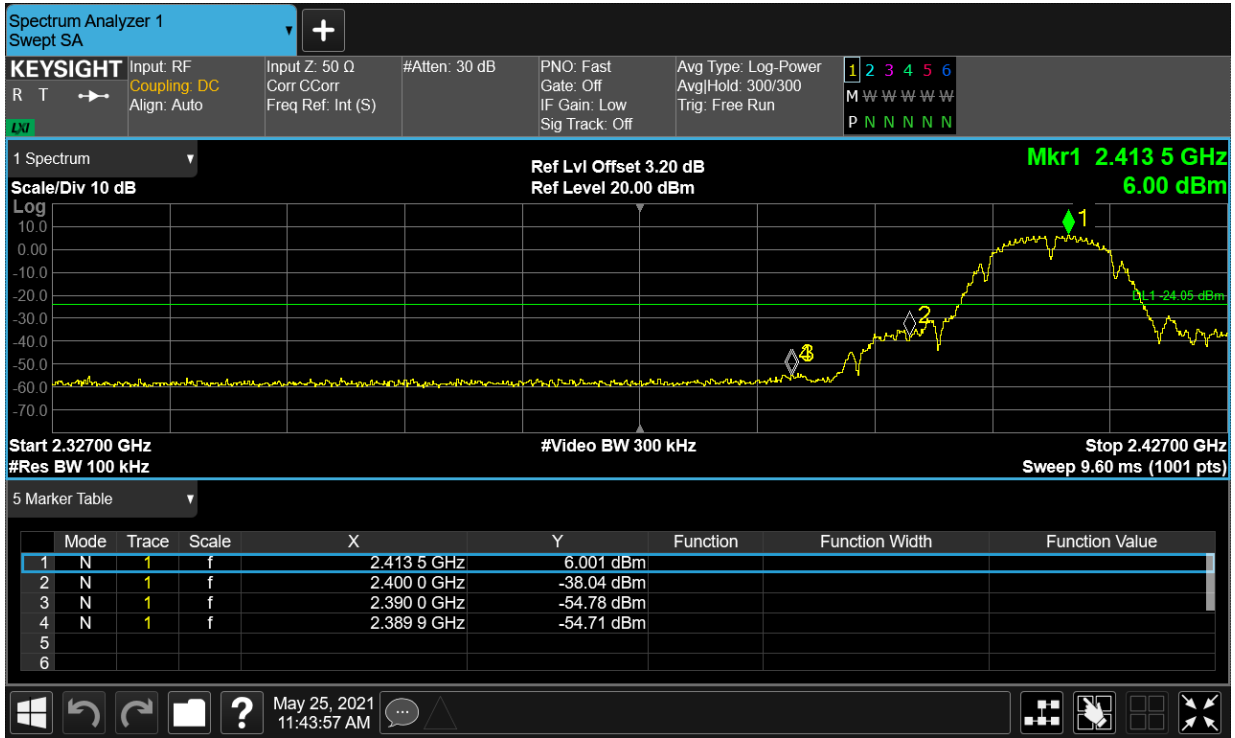 Spectrum Analyzer 1
Swept SA
KEYSIGHT
R T
LXI
Input: RF
Coupling: DC
Align: Auto
Input Z: 50 Ω
Corr CCorr
Freq Ref: Int (S)
#Atten: 30 dB
PNO: Fast
Gate: Off
IF Gain: Low
Sig Track: Off
Avg Type: Log-Power
Avg|Hold: 300/300
Trig: Free Run
1 2 3 4 5 6
M W W W W W
P N N N N N
1 Spectrum
Scale/Div 10 dB
Ref Lvl Offset 3.20 dB
Ref Level 20.00 dBm
Mkr1 2.413 5 GHz
6.00 dBm
Log
10.0
0.00
-10.0
-20.0
-30.0
-40.0
-50.0
-60.0
-70.0
1
2
DL1 -24.05 dBm
Start 2.32700 GHz
#Res BW 100 kHz
#Video BW 300 kHz
Stop 2.42700 GHz
Sweep 9.60 ms (1001 pts)
5 Marker Table
Mode Trace Scale X Y Function Function Width Function Value
1 N 1 f 2.413 5 GHz 6.001 dBm
2 N 1 f 2.400 0 GHz -38.04 dBm
3 N 1 f 2.390 0 GHz -54.78 dBm
4 N 1 f 2.389 9 GHz -54.71 dBm
5
6
?
May 25, 2021
11:43:57 AM